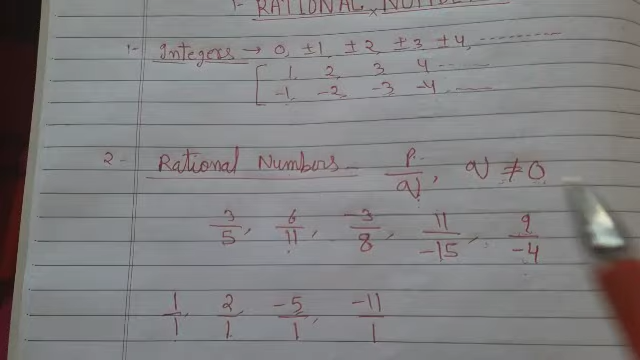 1- RATIONAL NUMBE
1- Integers → 0, ±1, ±2, ±3, ±4, ----------
1, 2, 3, 4 ------
-1, -2, -3, -4, ------
2- Rational Numbers - p/q, q ≠ 0
3/5, 6/11, -3/8, 11/-15, 9/-4
1/1, 2/1, -5/1, -11/1